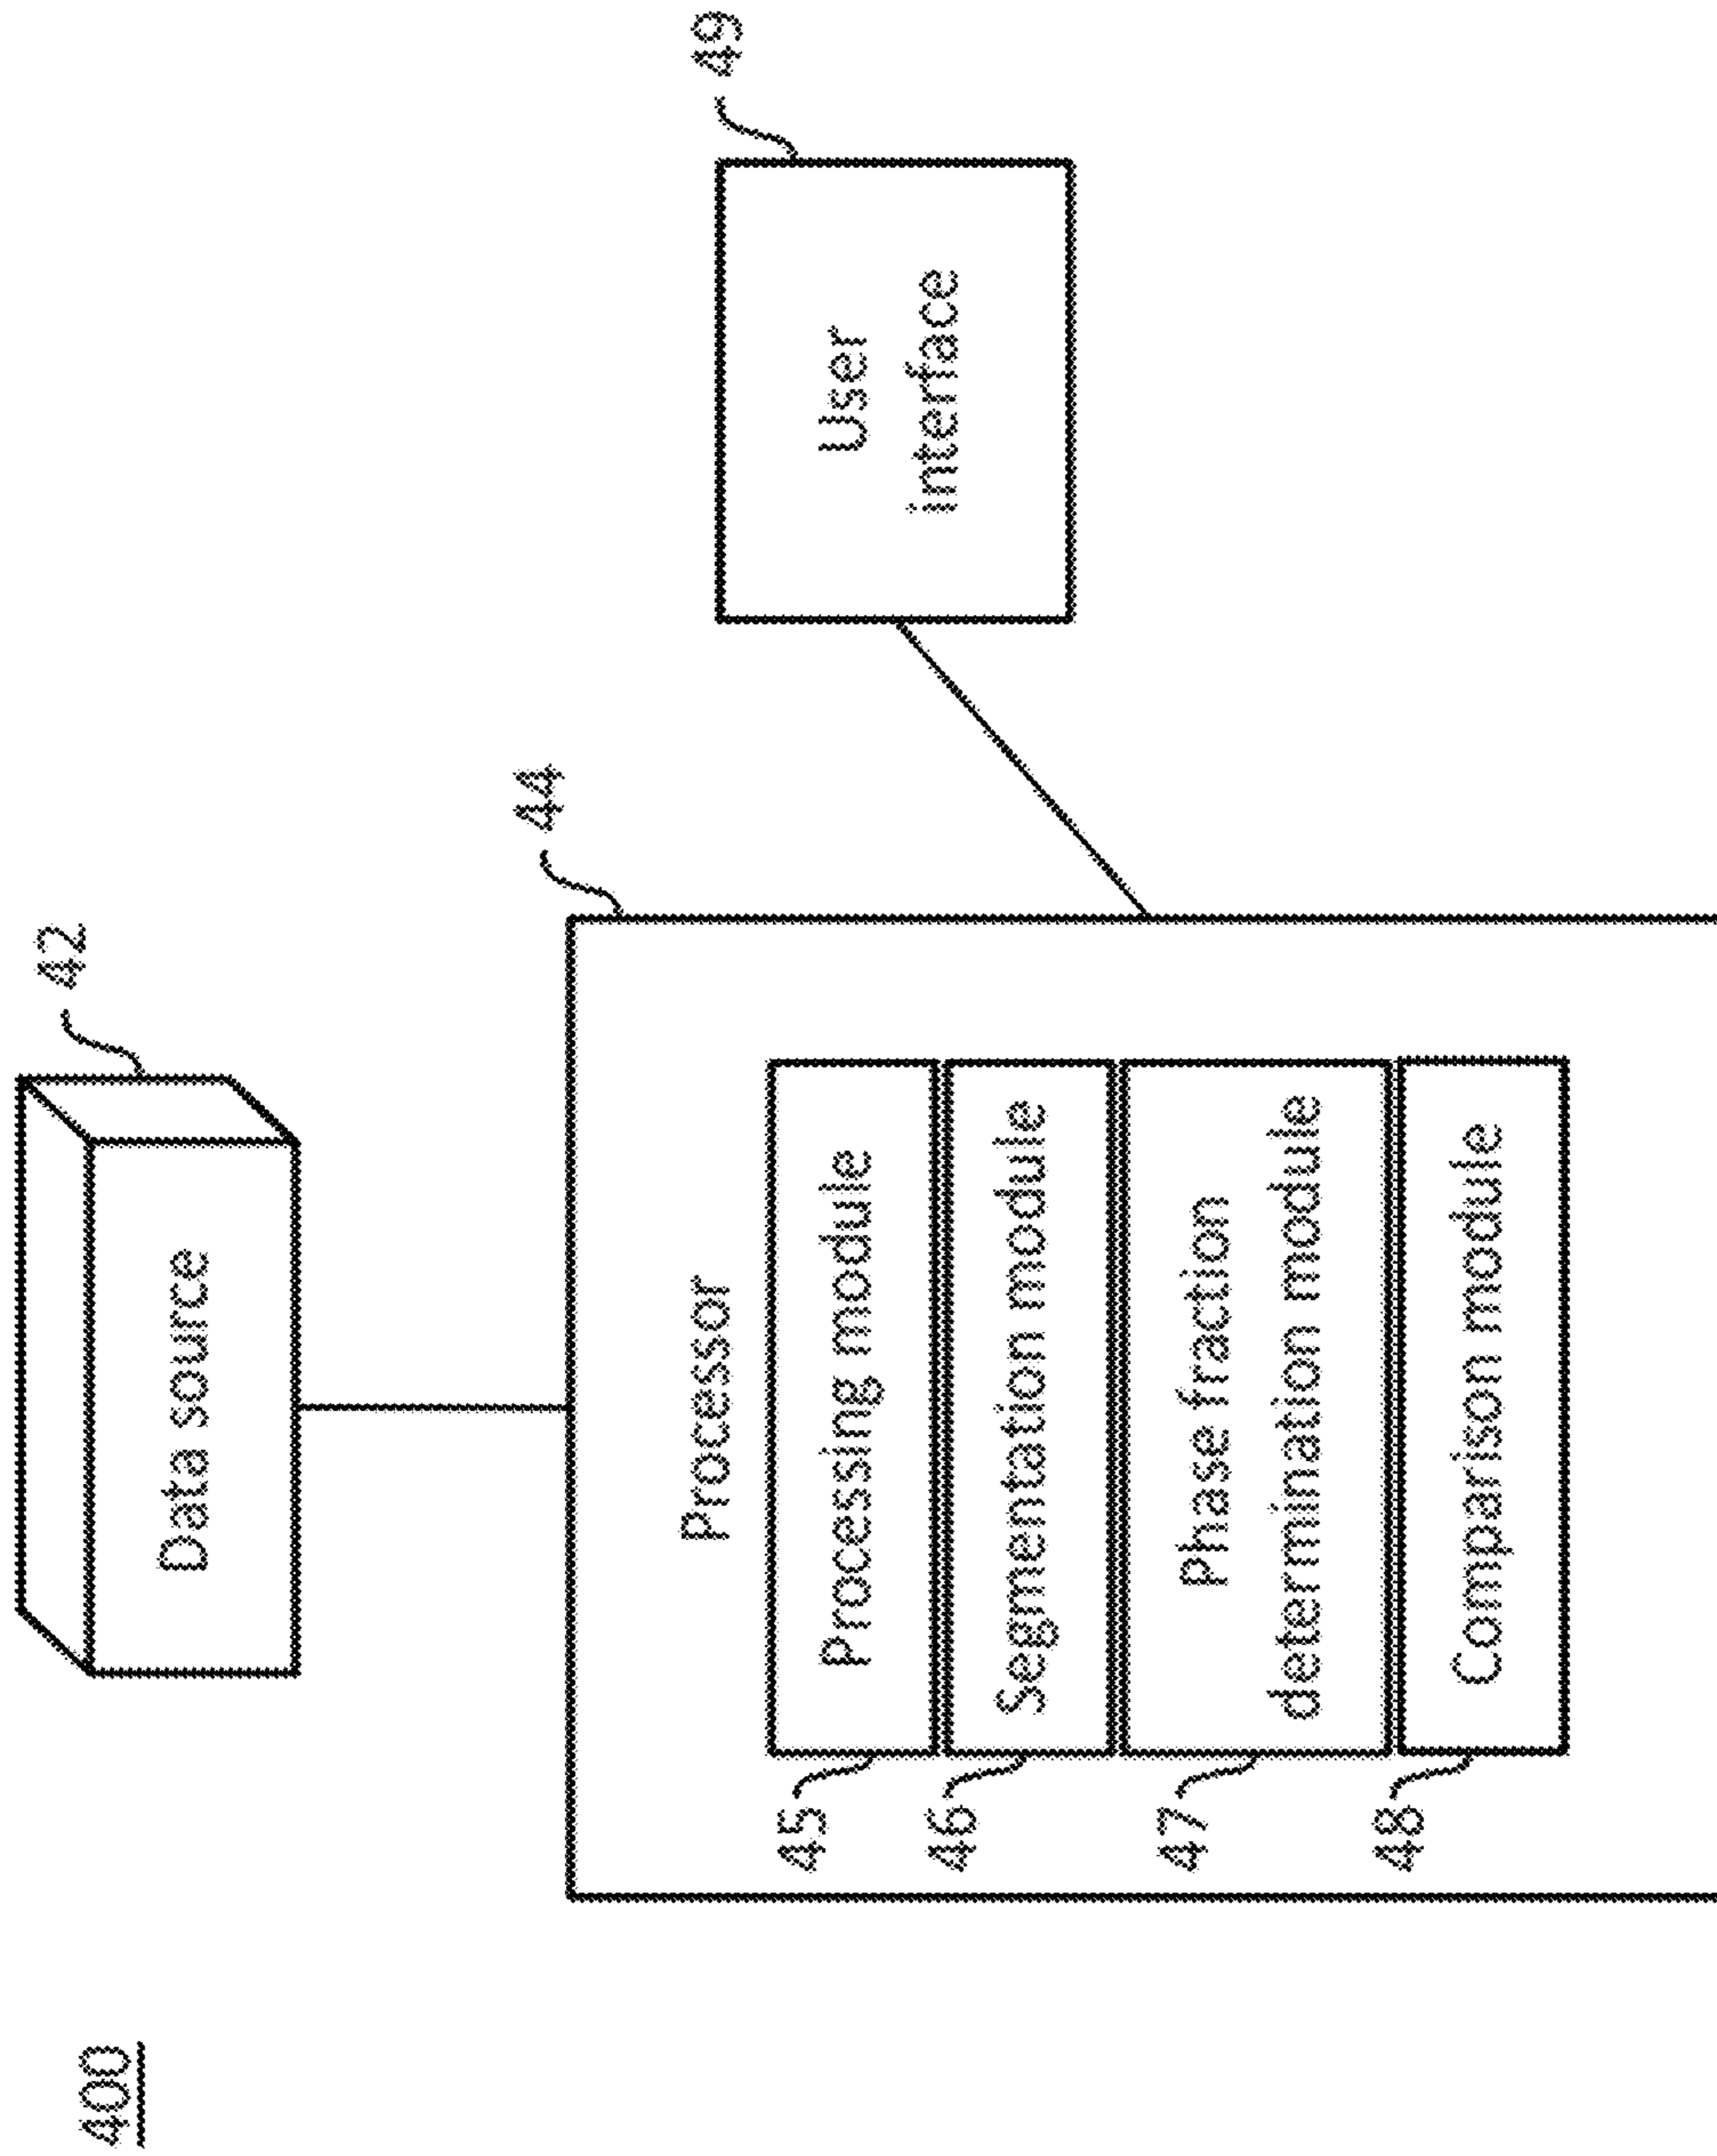 400
Data source
42
44
Processor
45
Processing module
46
Segmentation module
47
Phase fraction
determination module
48
Comparison module
User
interface
49